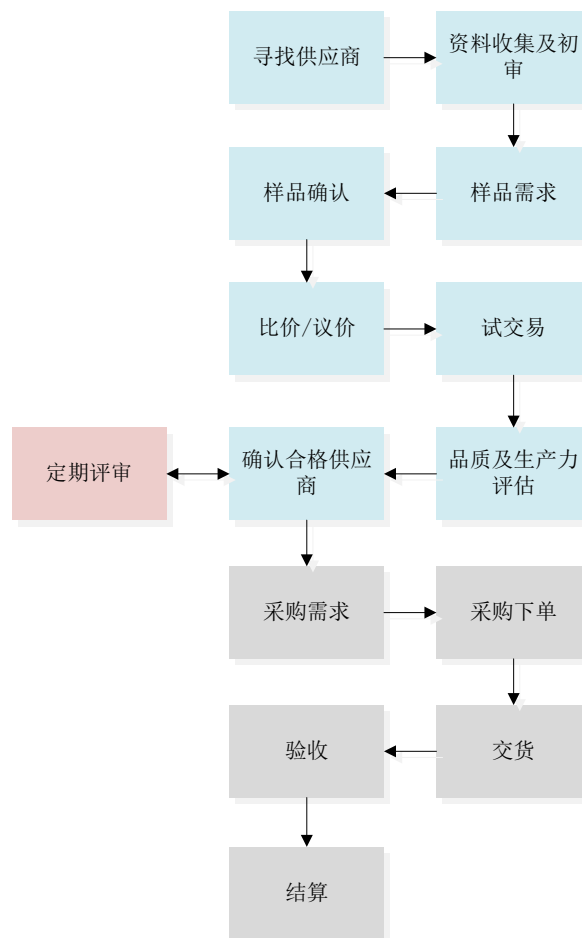 寻找供应商
资料收集及初
审
样品确认
样品需求
比价/议价
试交易
定期评审
确认合格供应
商
品质及生产力
评估
采购需求
采购下单
验收
交货
结算